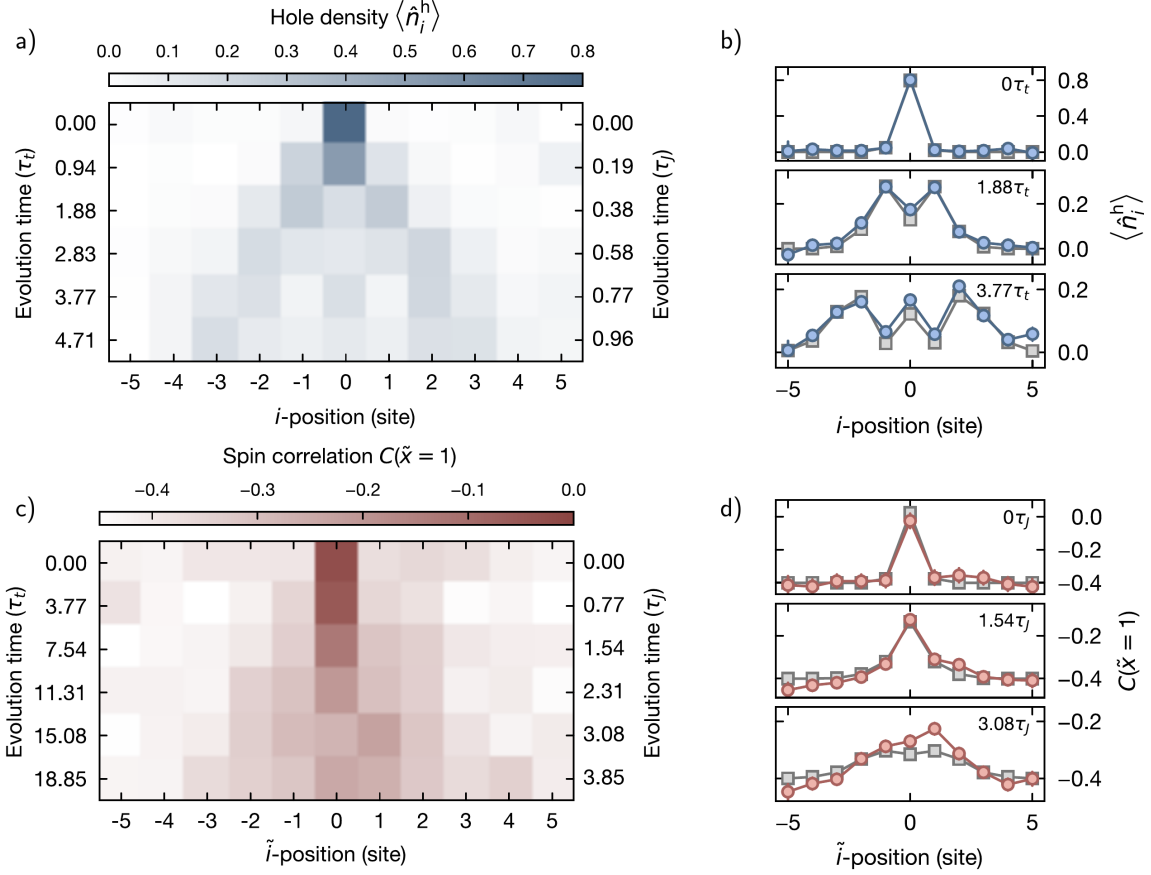 a)
Hole density ⟨n̂ᵢʰ⟩
0.0 0.1 0.2 0.3 0.4 0.5 0.6 0.7 0.8
Evolution time (τₜ)
0.00 0.00
0.94 0.19
1.88 0.38
2.83 0.58
3.77 0.77
4.71 0.96
Evolution time (τ_J)
-5 -4 -3 -2 -1 0 1 2 3 4 5
i-position (site)
b)
0τₜ
0.8
0.4
0.0
1.88τₜ
0.2
0.0
3.77τₜ
0.2
0.0
⟨n̂ᵢʰ⟩
−5 0 5
i-position (site)
Spin correlation C(x̃ = 1)
c)
−0.4 −0.3 −0.2 −0.1 0.0
Evolution time (τₜ)
0.00 0.00
3.77 0.77
7.54 1.54
11.31 2.31
15.08 3.08
18.85 3.85
Evolution time (τ_J)
-5 -4 -3 -2 -1 0 1 2 3 4 5
ĩ-position (site)
d)
0τ_J
0.0
−0.2
−0.4
1.54τ_J
−0.2
−0.4
3.08τ_J
−0.2
−0.4
C(x̃ = 1)
−5 0 5
ĩ-position (site)